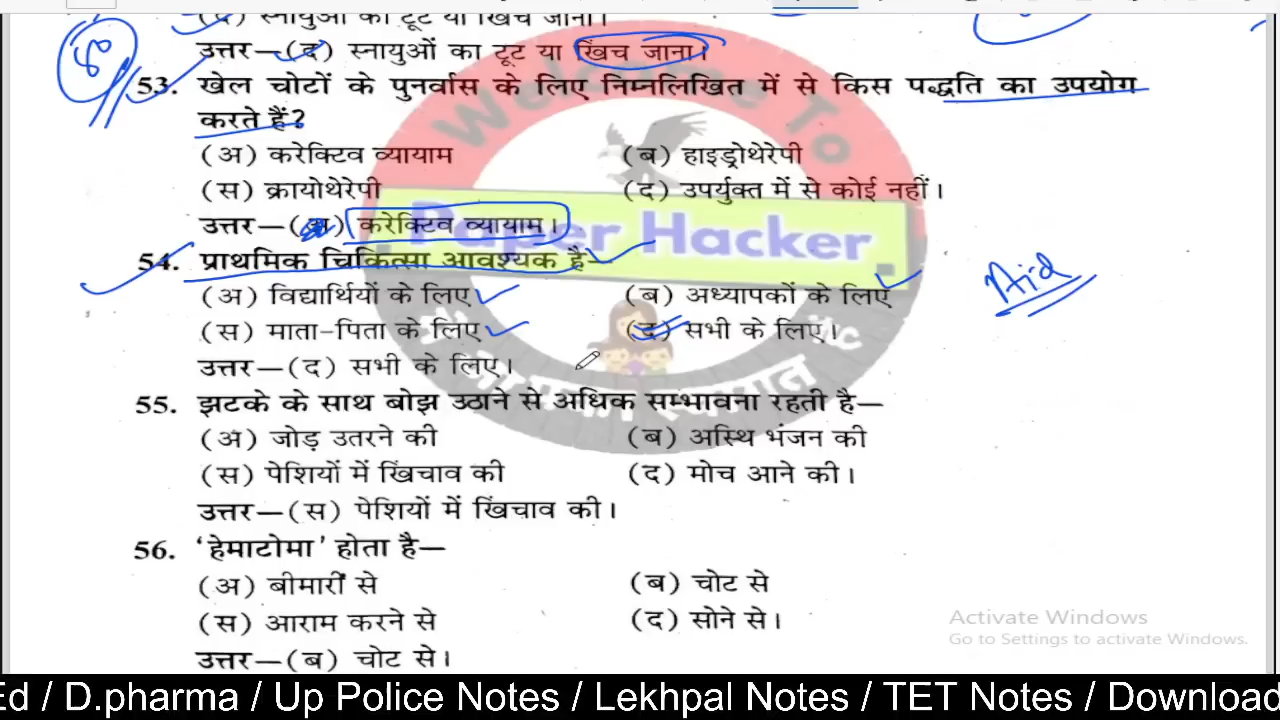 (द) स्नायुओं का टूट या खिंच जाना।
उत्तर—(द) स्नायुओं का टूट या खिंच जाना।
53. खेल चोटों के पुनर्वास के लिए निम्नलिखित में से किस पद्धति का उपयोग
करते हैं?
(अ) करेक्टिव व्यायाम (ब) हाइड्रोथेरेपी
(स) क्रायोथेरेपी (द) उपर्युक्त में से कोई नहीं।
उत्तर—(अ) करेक्टिव व्यायाम।
54. प्राथमिक चिकित्सा आवश्यक है—
(अ) विद्यार्थियों के लिए (ब) अध्यापकों के लिए
(स) माता-पिता के लिए (द) सभी के लिए।
उत्तर—(द) सभी के लिए।
55. झटके के साथ बोझ उठाने से अधिक सम्भावना रहती है—
(अ) जोड़ उतरने की (ब) अस्थि भंजन की
(स) पेशियों में खिंचाव की (द) मोच आने की।
उत्तर—(स) पेशियों में खिंचाव की।
56. ‘हेमाटोमा’ होता है—
(अ) बीमारी से (ब) चोट से
(स) आराम करने से (द) सोने से।
उत्तर—(ब) चोट से।
Welcome To
Paper Hacker
Aid
Activate Windows
Go to Settings to activate Windows.
Ed / D.pharma / Up Police Notes / Lekhpal Notes / TET Notes / Download